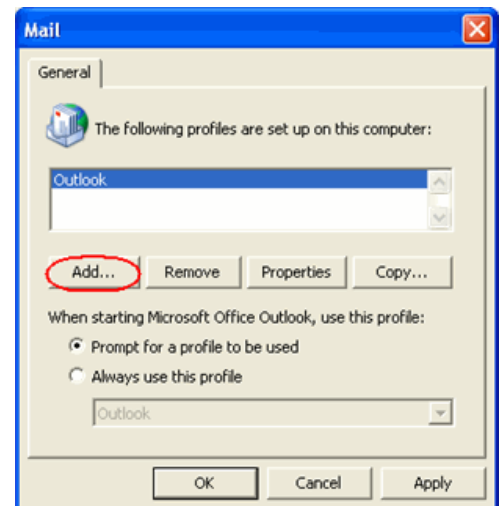 Mail
General
The following profiles are set up on this computer:
Outlook
Add... Remove Properties Copy...
When starting Microsoft Office Outlook, use this profile:
Prompt for a profile to be used
Always use this profile
Outlook
OK Cancel Apply